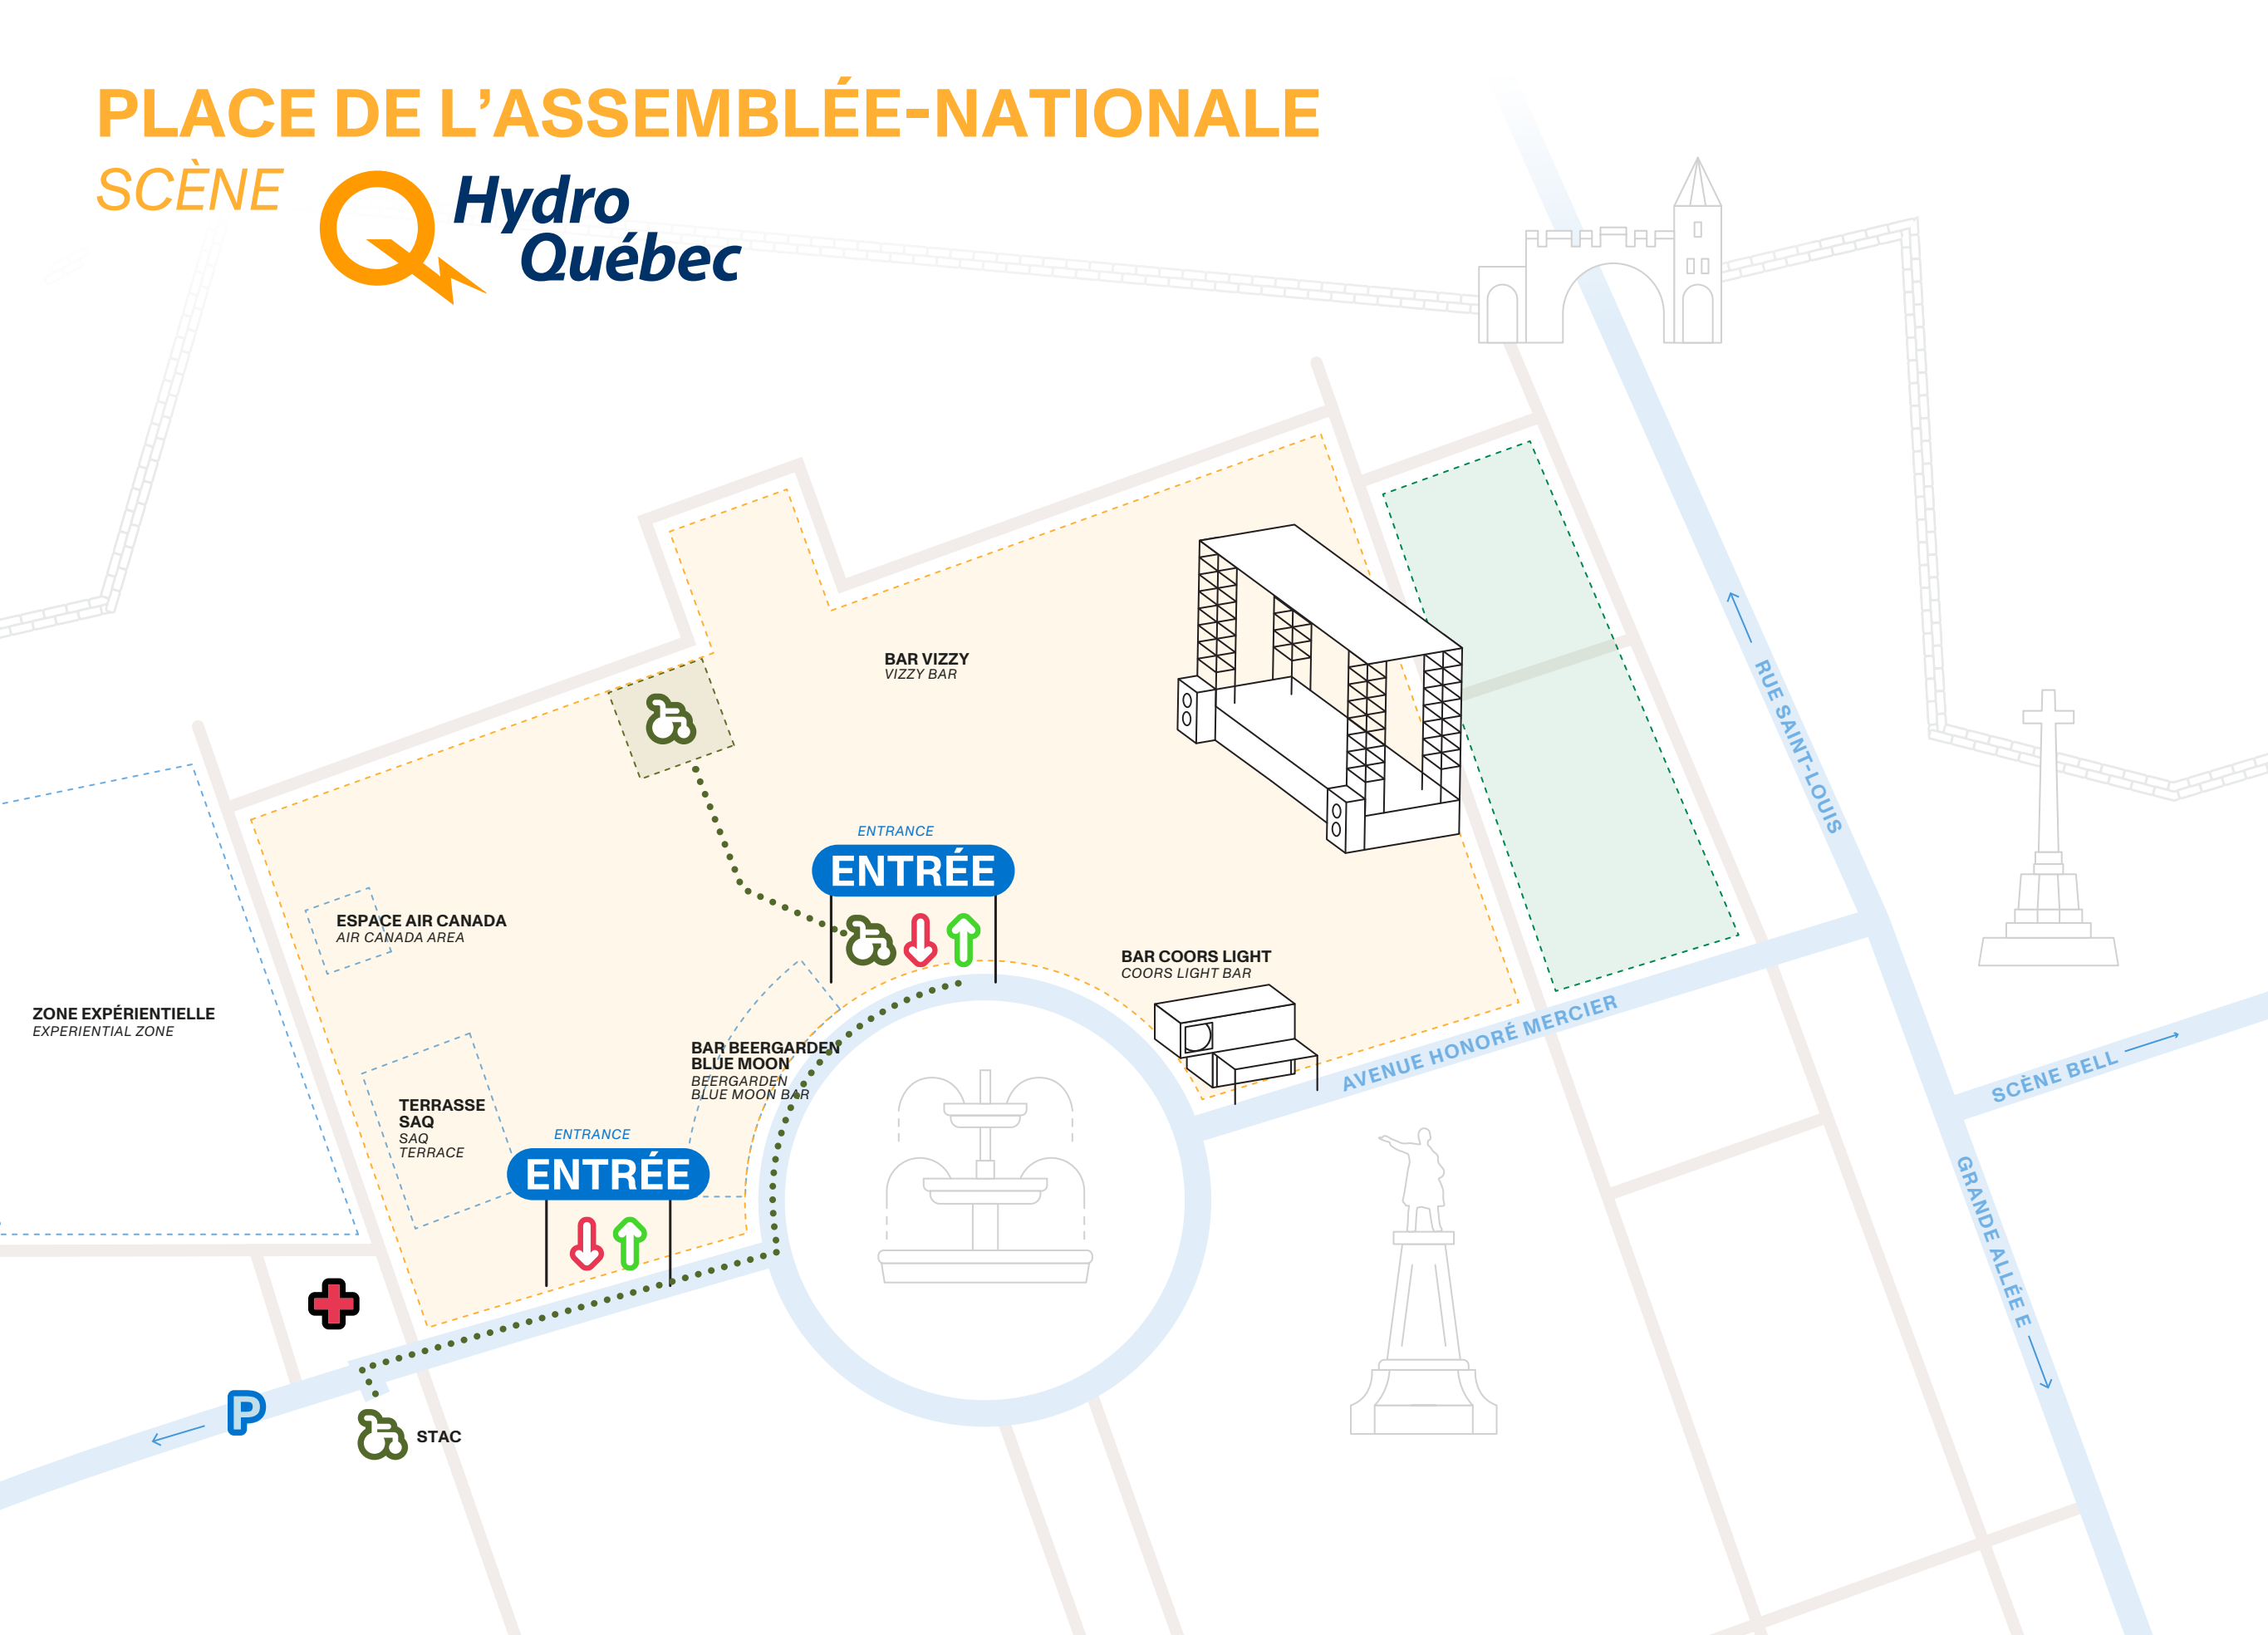 PLACE DE L'ASSEMBLÉE-NATIONALE
SCÈNE
Hydro
Québec
BAR VIZZY
VIZZY BAR
RUE SAINT-LOUIS
ENTRANCE
ENTRÉE
ESPACE AIR CANADA
AIR CANADA AREA
BAR COORS LIGHT
COORS LIGHT BAR
ZONE EXPÉRIENTIELLE
EXPERIENTIAL ZONE
AVENUE HONORÉ MERCIER
SCÈNE BELL
BAR BEERGARDEN
BLUE MOON
BEERGARDEN
BLUE MOON BAR
TERRASSE
SAQ
SAQ
TERRACE
ENTRANCE
ENTRÉE
GRANDE ALLÉE
P
STAC